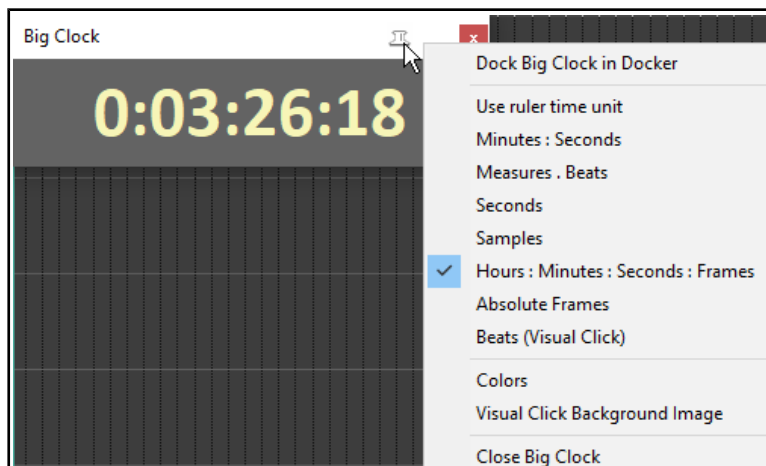 Big Clock
x
0:03:26:18
Dock Big Clock in Docker
Use ruler time unit
Minutes : Seconds
Measures . Beats
Seconds
Samples
Hours : Minutes : Seconds : Frames
Absolute Frames
Beats (Visual Click)
Colors
Visual Click Background Image
Close Big Clock